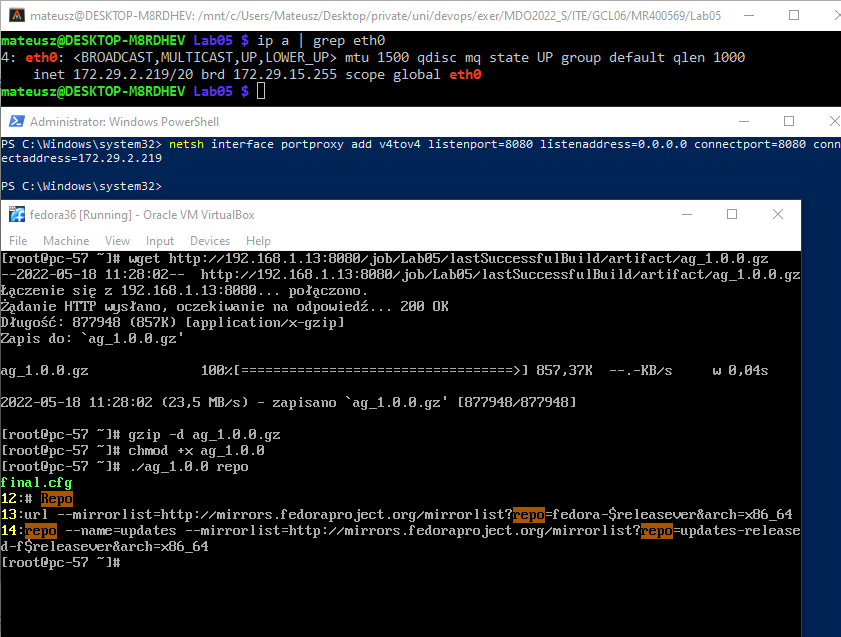 mateusz@DESKTOP-M8RDHEV: /mnt/c/Users/Mateusz/Desktop/private/uni/devops/exer/MDO2022_S/ITE/GCL06/MR400569/Lab05
mateusz@DESKTOP-M8RDHEV Lab05 $ ip a | grep eth0
4: eth0: <BROADCAST,MULTICAST,UP,LOWER_UP> mtu 1500 qdisc mq state UP group default qlen 1000
    inet 172.29.2.219/20 brd 172.29.15.255 scope global eth0
mateusz@DESKTOP-M8RDHEV Lab05 $
Administrator: Windows PowerShell
PS C:\Windows\system32> netsh interface portproxy add v4tov4 listenport=8080 listenaddress=0.0.0.0 connectport=8080 conn
ectaddress=172.29.2.219
PS C:\Windows\system32>
fedora36 [Running] - Oracle VM VirtualBox
File Machine View Input Devices Help
[root@pc-57 ~]# wget http://192.168.1.13:8080/job/Lab05/lastSuccessfulBuild/artifact/ag_1.0.0.gz
--2022-05-18 11:28:02--  http://192.168.1.13:8080/job/Lab05/lastSuccessfulBuild/artifact/ag_1.0.0.gz
Łączenie się z 192.168.1.13:8080... połączono.
Żądanie HTTP wysłano, oczekiwanie na odpowiedź... 200 OK
Długość: 877948 (857K) [application/x-gzip]
Zapis do: `ag_1.0.0.gz'
ag_1.0.0.gz              100%[==================================>] 857,37K  --.-KB/s     w 0,04s
2022-05-18 11:28:02 (23,5 MB/s) - zapisano `ag_1.0.0.gz' [877948/877948]
[root@pc-57 ~]# gzip -d ag_1.0.0.gz
[root@pc-57 ~]# chmod +x ag_1.0.0
[root@pc-57 ~]# ./ag_1.0.0 repo
final.cfg
12:# Repo
13:url --mirrorlist=http://mirrors.fedoraproject.org/mirrorlist?repo=fedora-$releasever&arch=x86_64
14:repo --name=updates --mirrorlist=http://mirrors.fedoraproject.org/mirrorlist?repo=updates-release
d-f$releasever&arch=x86_64
[root@pc-57 ~]#